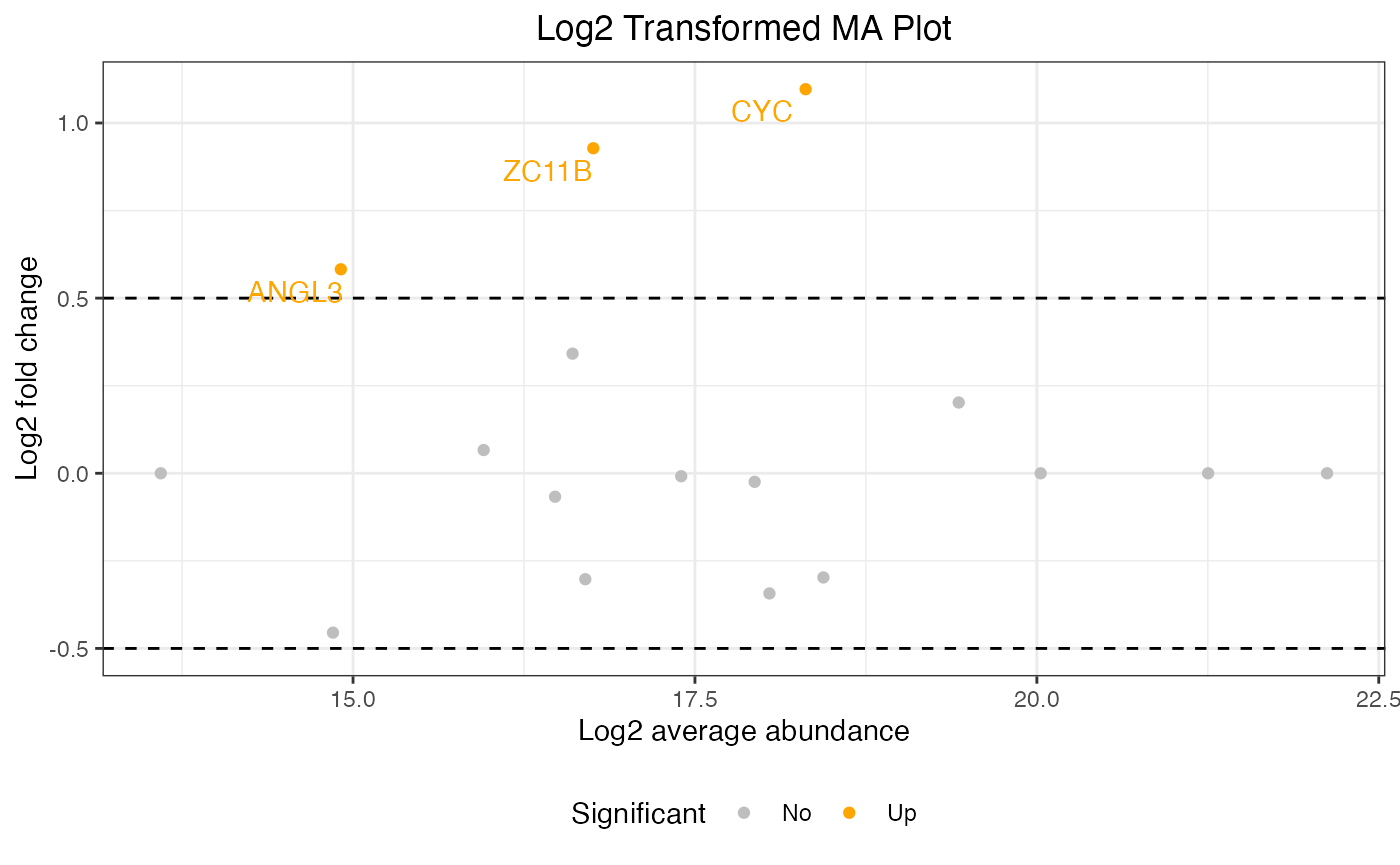 Log2 Transformed MA Plot
CYC
1.0
ZC11B
ANGL3
0.5
Log2 fold change
0.0
-0.5
15.0 17.5 20.0 22.5
Log2 average abundance
Significant No Up